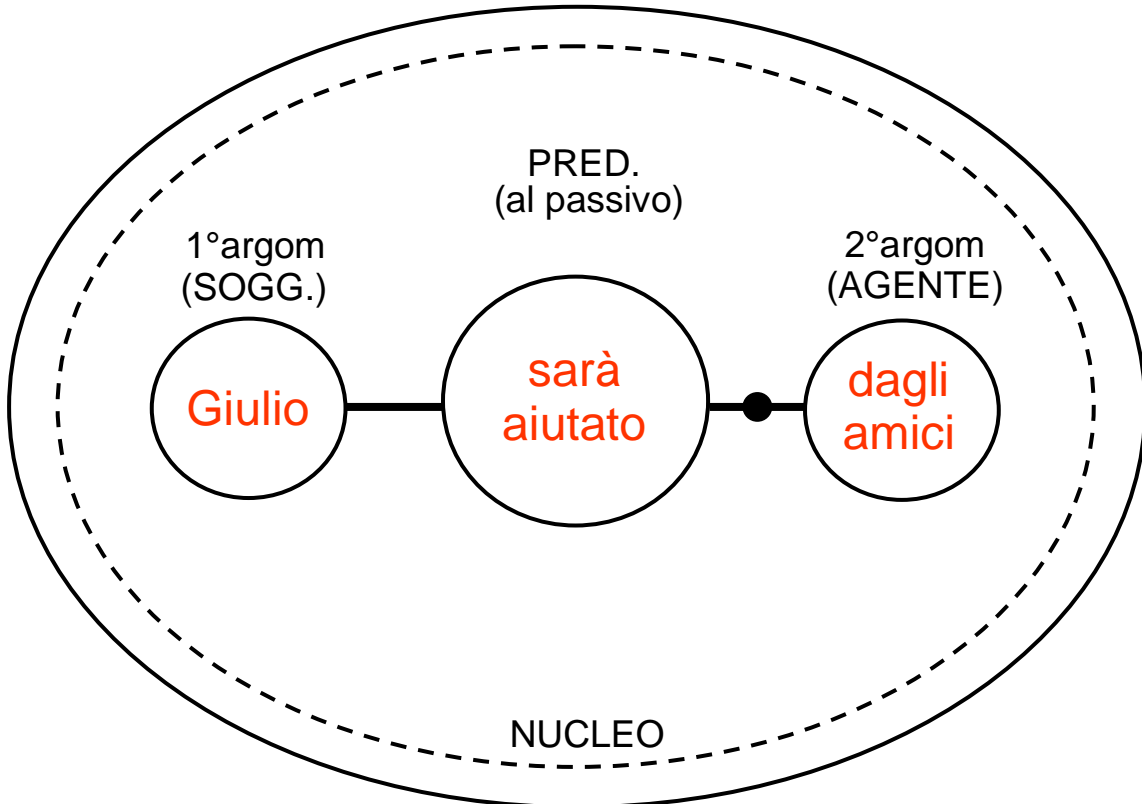 PRED.
(al passivo)
1°argom
(SOGG.)
2°argom
(AGENTE)
Giulio
sarà
aiutato
dagli
amici
NUCLEO